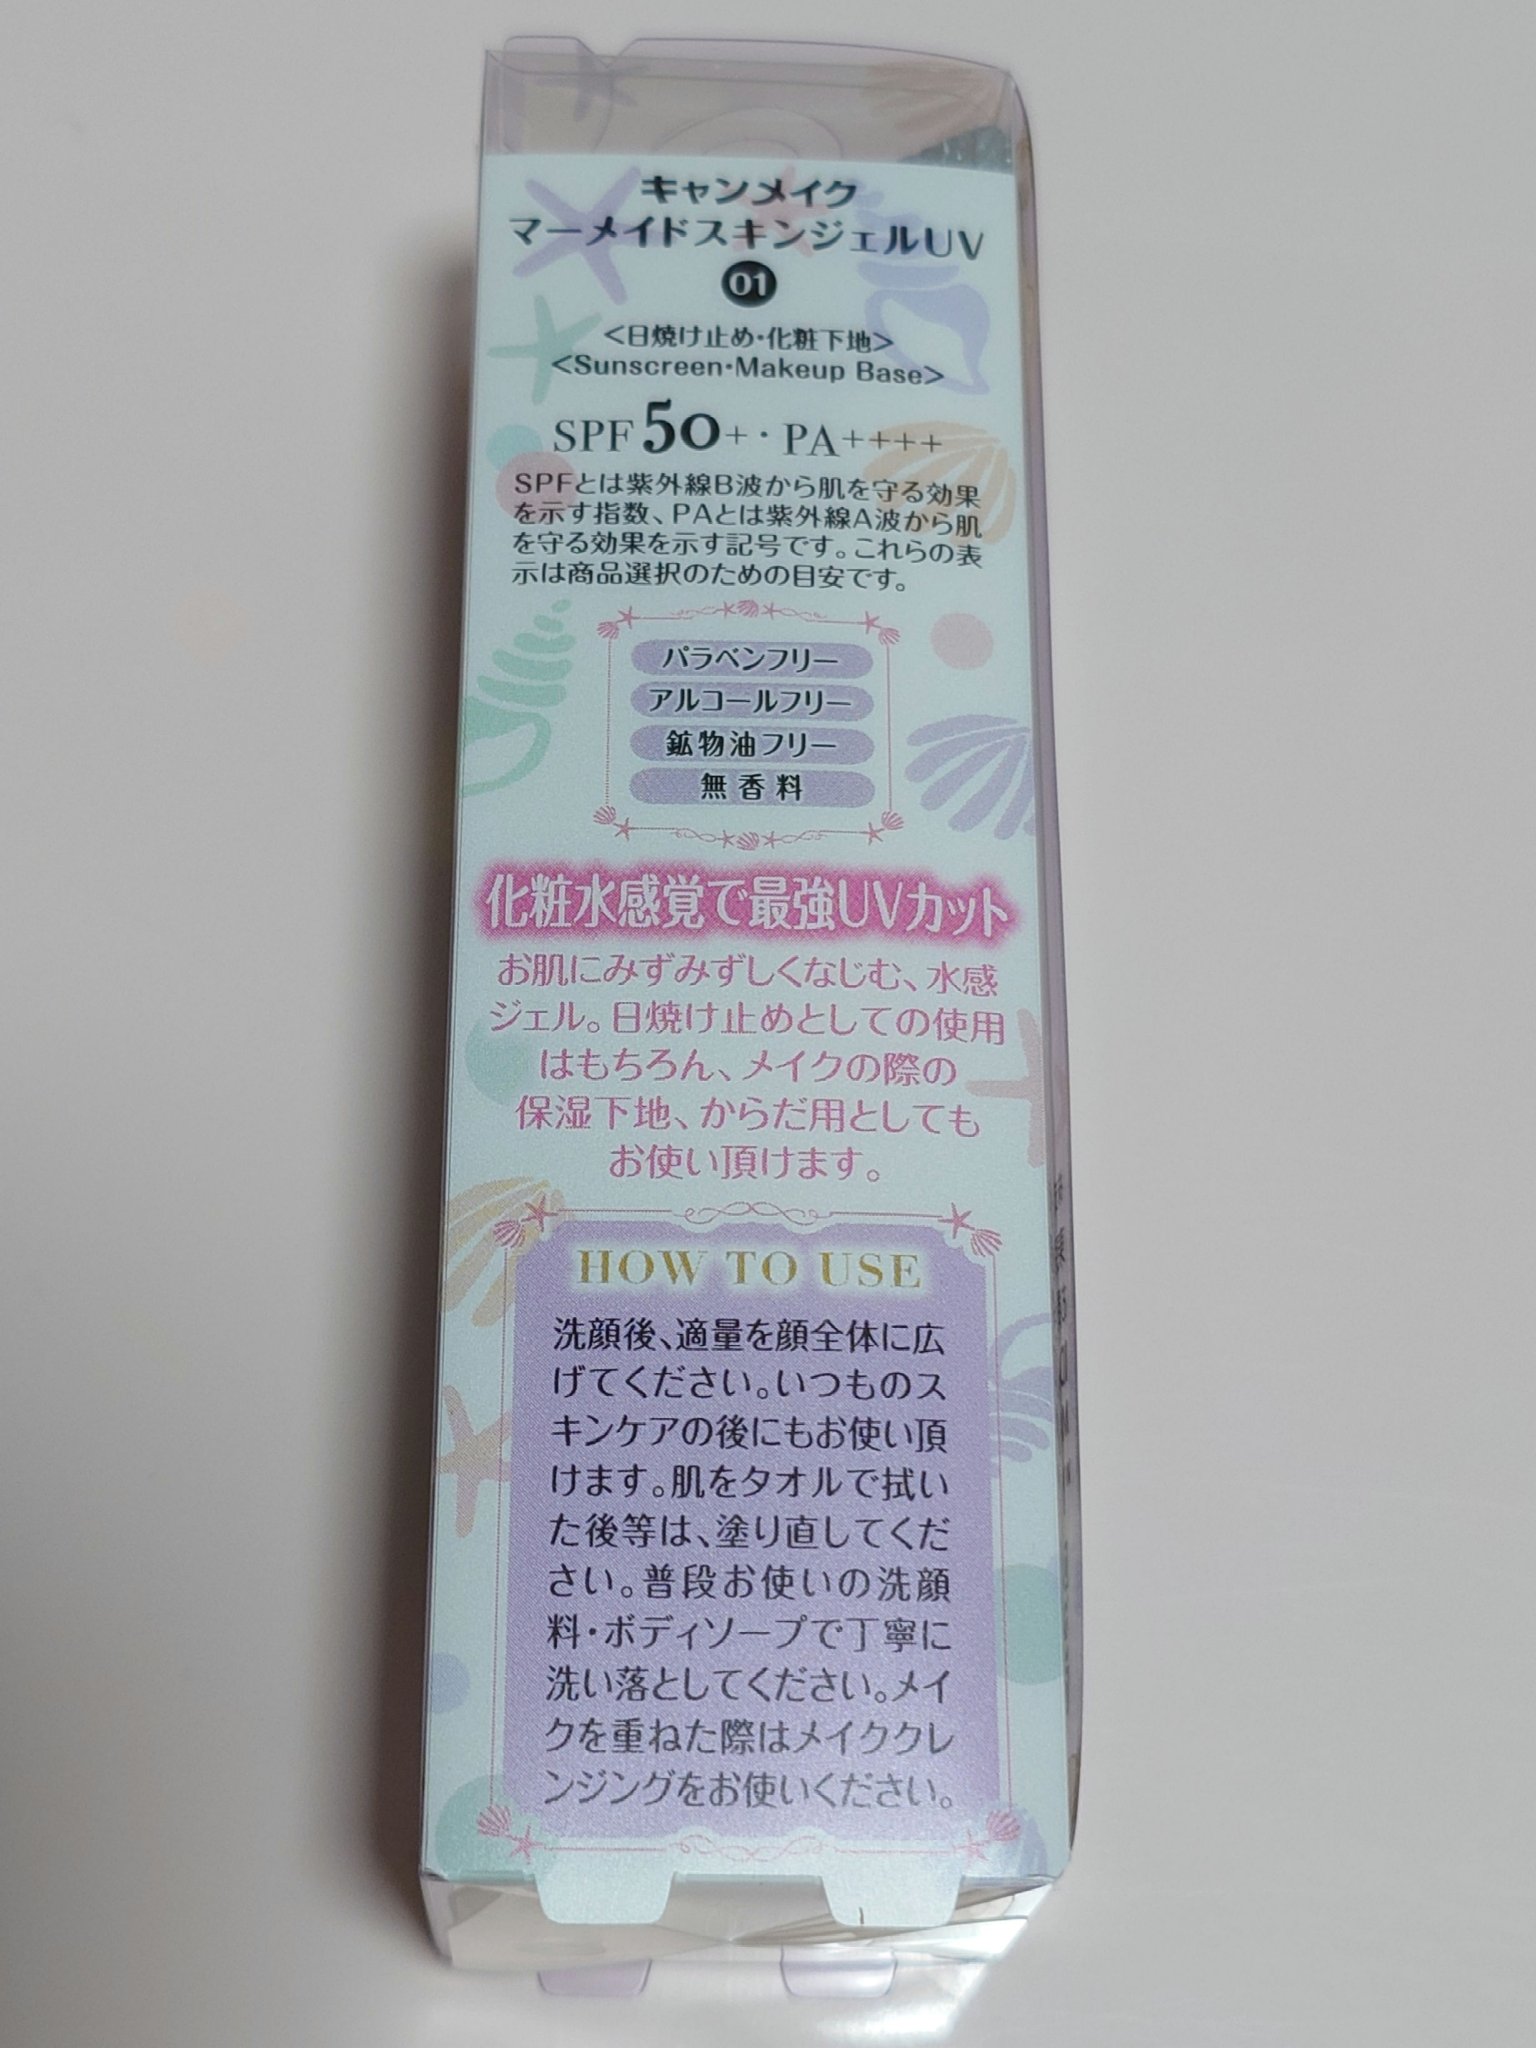 キャンメイク
マーメイドスキンジェルUV
01
<日焼け止め・化粧下地>
<Sunscreen・Makeup Base>
SPF50+・PA++++
SPFとは紫外線B波から肌を守る効果
を示す指数、PAとは紫外線A波から肌
を守る効果を示す記号です。これらの表
示は商品選択のための目安です。
パラベンフリー
アルコールフリー
鉱物油フリー
無香料
化粧水感覚で最強UVカット
お肌にみずみずしくなじむ、水感
ジェル。日焼け止めとしての使用
はもちろん、メイクの際の
保湿下地、からだ用としても
お使い頂けます。
HOW TO USE
洗顔後、適量を顔全体に広
げてください。いつものス
キンケアの後にもお使い頂
けます。肌をタオルで拭い
た後等は、塗り直してくだ
さい。普段お使いの洗顔
料・ボディソープで丁寧に
洗い落としてください。メイ
クを重ねた際はメイククレ
ンジングをお使いください。